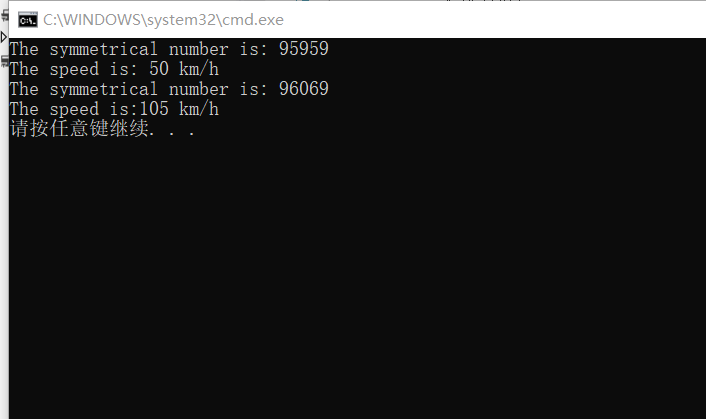 C:\WINDOWS\system32\cmd.exe
The symmetrical number is: 95959
The speed is: 50 km/h
The symmetrical number is: 96069
The speed is:105 km/h
请按任意键继续. . .